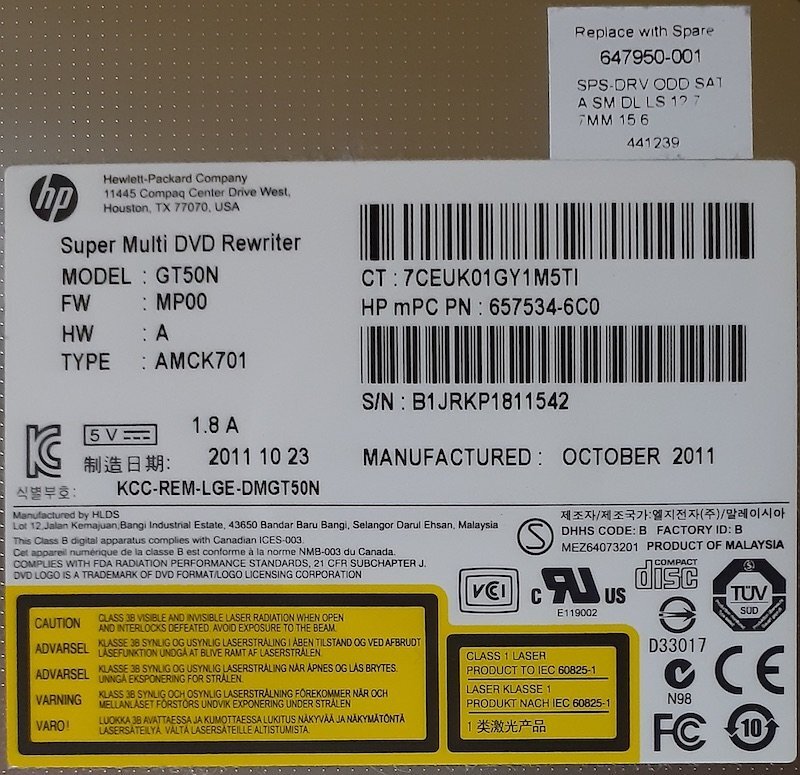 Replace with Spare
647950-001
SPS-DRV ODD SAT
A SM DL LS 12 7
7MM 15 6
441239
hp
Hewlett-Packard Company
11445 Compaq Center Drive West,
Houston, TX 77070, USA
Super Multi DVD Rewriter
MODEL : GT50N
FW : MP00
HW : A
TYPE : AMCK701
CT : 7CEUK01GY1M5TI
HP mPC PN : 657534-6C0
S/N : B1JRKP1811542
5 V
1.8 A
制造日期: 2011 10 23
MANUFACTURED : OCTOBER 2011
식별부호: KCC-REM-LGE-DMGT50N
Manufactured by HLDS
Lot 12,Jalan Kemajuan,Bangi Industrial Estate, 43650 Bandar Baru Bangi, Selangor Darul Ehsan, Malaysia
This Class B digital apparatus complies with Canadian ICES-003.
Cet appareil numérique de la classe B est conforme à la norme NMB-003 du Canada.
COMPLIES WITH FDA RADIATION PERFORMANCE STANDARDS, 21 CFR SUBCHAPTER J.
DVD LOGO IS A TRADEMARK OF DVD FORMAT/LOGO LICENSING CORPORATION
제조자/제조국가:엘지전자(주)/말레이시아
DHHS CODE: B FACTORY ID: B
MEZ64073201 PRODUCT OF MALAYSIA
VCI
c RU US
E119002
COMPACT
disc
TÜV
SÜD
D33017
N98
CE
FC
10
CAUTION CLASS 3B VISIBLE AND INVISIBLE LASER RADIATION WHEN OPEN
AND INTERLOCKS DEFEATED, AVOID EXPOSURE TO THE BEAM.
ADVARSEL KLASSE 3B SYNLIG OG USYNLIG LASERSTRÅLING I ÅBEN TILSTAND OG VED AFBRUDT
LÅSEFUNKTION UNDGÅ AT BLIVE RAMT AF LASERSTRÅLEN.
ADVARSEL KLASSE 3B SYNLIG OG USYNLIG LASERSTRÅLING NÅR ÅPNES OG LÅS BRYTES.
UNNGÅ EKSPONERING FOR STRÅLEN.
VARNING KLASS 3B SYNLIG OCH OSYNLIG LASERSTRÅLNING FÖREKOMMER NÄR OCH
MELLANLÅSET FÖRSTÖRS UNDVIK EXPONERING UNDER STRÅLEN
VARO! LUOKKA 3B AVATTAESSA JA KUMOTTAESSA LUKITUS NÄKYVÄÄ JA NÄKYMÄTÖNTÄ
LASERSÄTEILYÄ. VÄLTÄ LASERSÄTEILLE ALTISTUMISTA.
CLASS 1 LASER
PRODUCT TO IEC 60825-1
LASER KLASSE 1
PRODUKT NACH IEC 60825-1
1 类激光产品